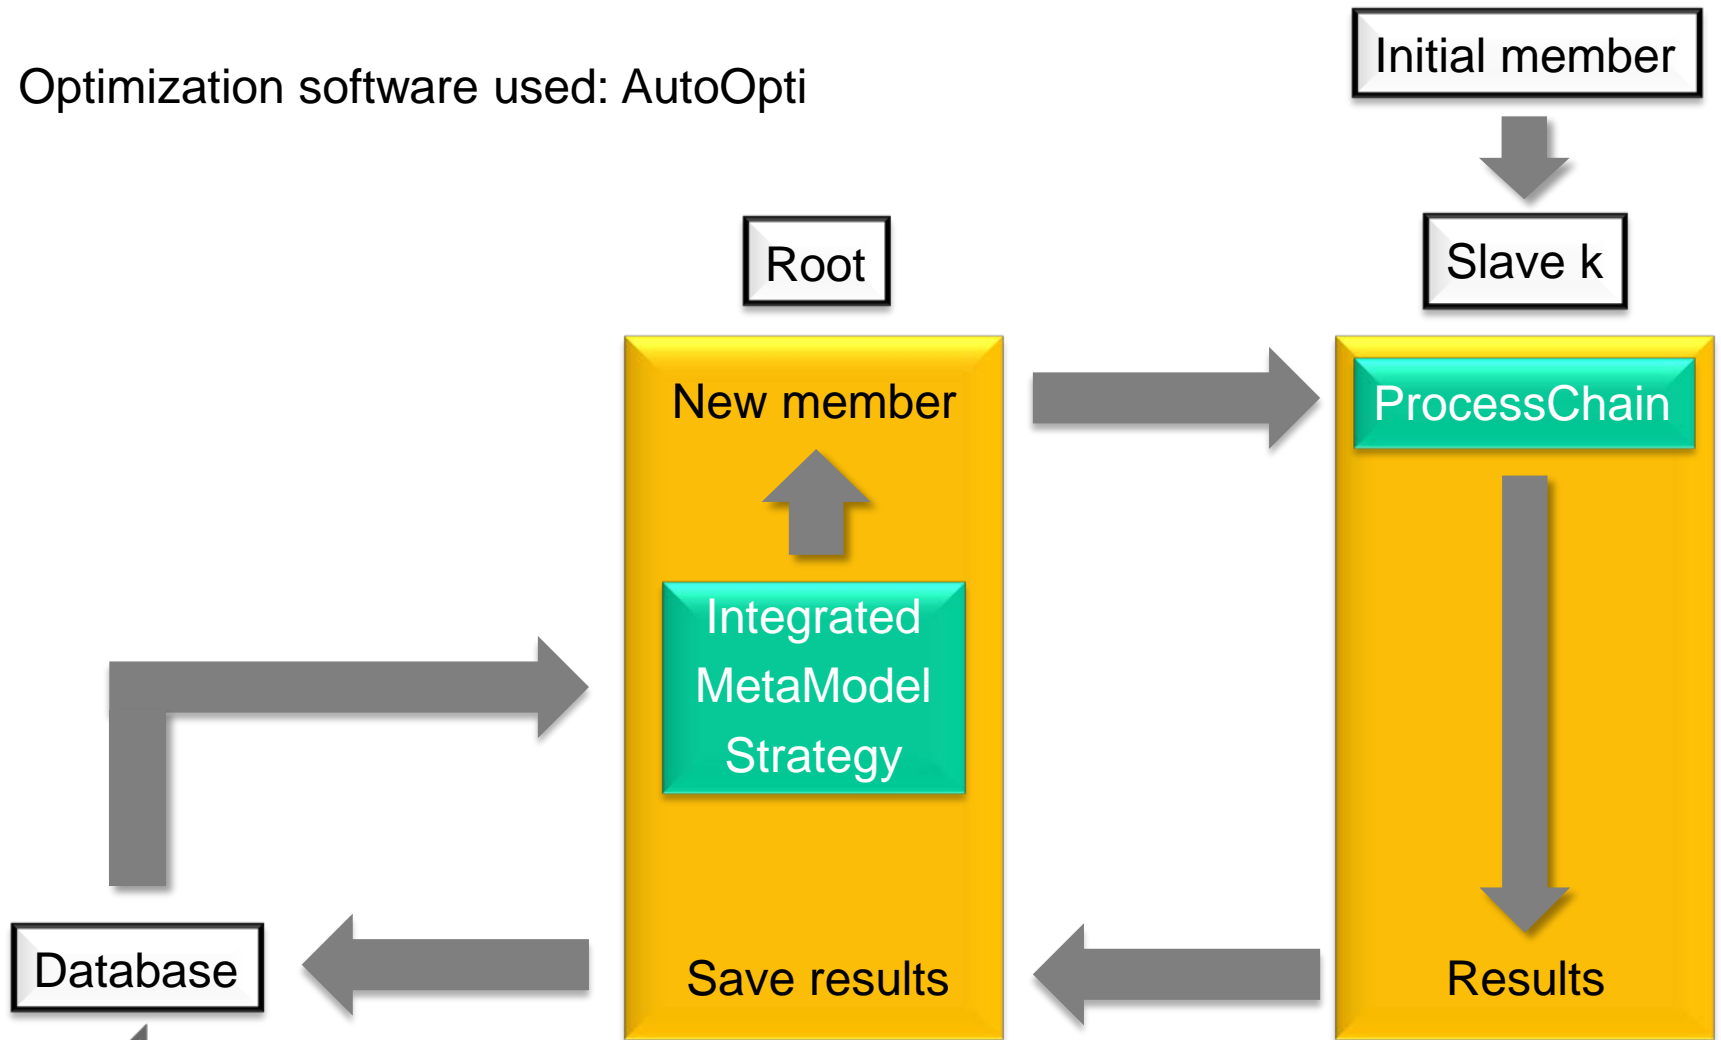 Initial member
Optimization software used: AutoOpti
Root
Slave k
New member
ProcessChain
Integrated
MetaModel
Strategy
Database
Save results
Results